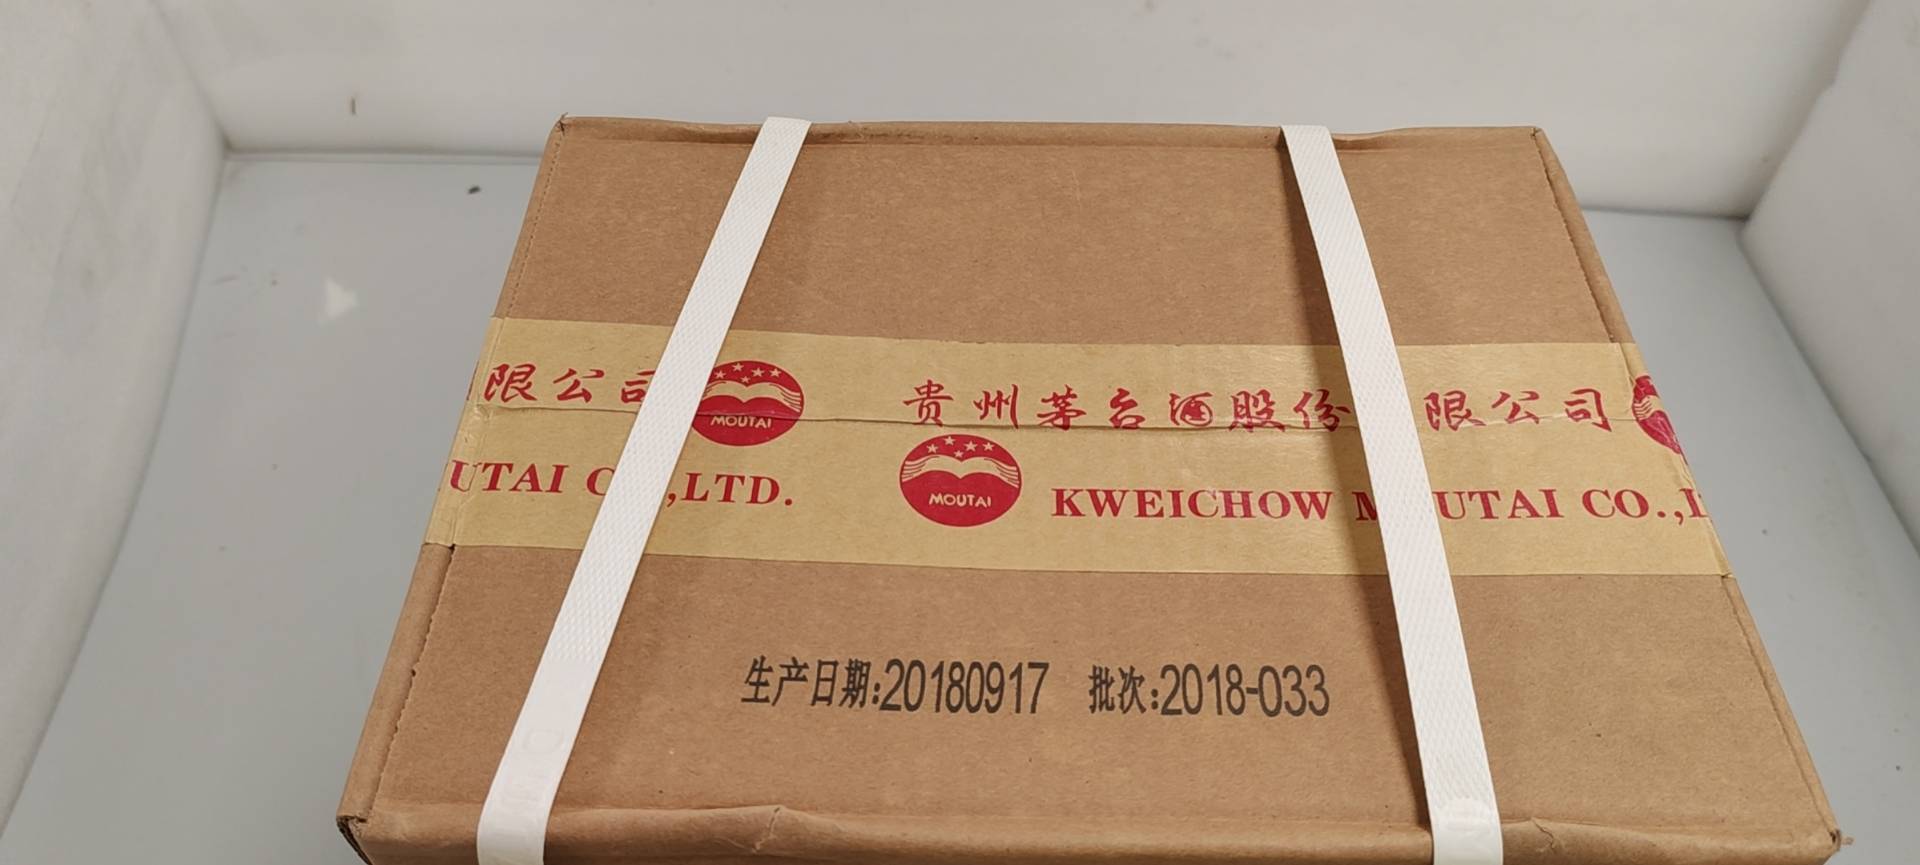 限公司 MOUTAI 贵州茅台酒股份 限公司
UTAI C ,LTD. MOUTAI KWEICHOW M UTAI CO.,L
生产日期:20180917 批次:2018-033